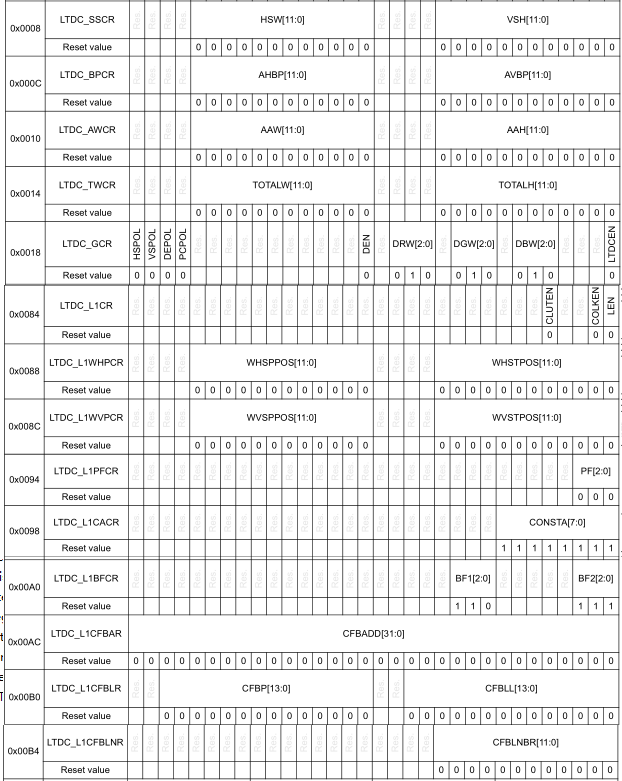 0x0008 LTDC_SSCR Res. Res. Res. Res. HSW[11:0] Res. Res. Res. Res. VSH[11:0]
Reset value 0 0 0 0 0 0 0 0 0 0 0 0 0 0 0 0 0 0 0 0 0 0 0 0
0x000C LTDC_BPCR Res. Res. Res. Res. AHBP[11:0] Res. Res. Res. Res. AVBP[11:0]
Reset value 0 0 0 0 0 0 0 0 0 0 0 0 0 0 0 0 0 0 0 0 0 0 0 0
0x0010 LTDC_AWCR Res. Res. Res. Res. AAW[11:0] Res. Res. Res. Res. AAH[11:0]
Reset value 0 0 0 0 0 0 0 0 0 0 0 0 0 0 0 0 0 0 0 0 0 0 0 0
0x0014 LTDC_TWCR Res. Res. Res. Res. TOTALW[11:0] Res. Res. Res. Res. TOTALH[11:0]
Reset value 0 0 0 0 0 0 0 0 0 0 0 0 0 0 0 0 0 0 0 0 0 0 0 0
0x0018 LTDC_GCR HSPOL VSPOL DEPOL PCPOL Res. Res. Res. Res. Res. Res. Res. Res. Res. Res. Res. DEN Res. DRW[2:0] Res. DGW[2:0] Res. DBW[2:0] Res. Res. Res. LTDCEN
Reset value 0 0 0 0 0 0 1 0 0 1 0 0 1 0 0
0x0084 LTDC_L1CR Res. Res. Res. Res. Res. Res. Res. Res. Res. Res. Res. Res. Res. Res. Res. Res. Res. Res. Res. Res. Res. Res. Res. Res. Res. Res. Res. CLUTEN Res. Res. COLKEN LEN
Reset value 0 0 0
0x0088 LTDC_L1WHPCR Res. Res. Res. Res. WHSPPOS[11:0] Res. Res. Res. Res. WHSTPOS[11:0]
Reset value 0 0 0 0 0 0 0 0 0 0 0 0 0 0 0 0 0 0 0 0 0 0 0 0
0x008C LTDC_L1WVPCR Res. Res. Res. Res. WVSPPOS[11:0] Res. Res. Res. Res. WVSTPOS[11:0]
Reset value 0 0 0 0 0 0 0 0 0 0 0 0 0 0 0 0 0 0 0 0 0 0 0 0
0x0094 LTDC_L1PFCR Res. Res. Res. Res. Res. Res. Res. Res. Res. Res. Res. Res. Res. Res. Res. Res. Res. Res. Res. Res. Res. Res. Res. Res. Res. Res. Res. Res. Res. PF[2:0]
Reset value 0 0 0
0x0098 LTDC_L1CACR Res. Res. Res. Res. Res. Res. Res. Res. Res. Res. Res. Res. Res. Res. Res. Res. Res. Res. Res. Res. Res. Res. Res. Res. CONSTA[7:0]
Reset value 1 1 1 1 1 1 1 1
0x00A0 LTDC_L1BFCR Res. Res. Res. Res. Res. Res. Res. Res. Res. Res. Res. Res. Res. Res. Res. Res. Res. Res. Res. Res. Res. BF1[2:0] Res. Res. Res. Res. Res. BF2[2:0]
Reset value 1 1 0 1 1 1
0x00AC LTDC_L1CFBAR CFBADD[31:0]
Reset value 0 0 0 0 0 0 0 0 0 0 0 0 0 0 0 0 0 0 0 0 0 0 0 0 0 0 0 0 0 0 0 0
0x00B0 LTDC_L1CFBLR Res. Res. CFBP[13:0] Res. Res. CFBLL[13:0]
Reset value 0 0 0 0 0 0 0 0 0 0 0 0 0 0 0 0 0 0 0 0 0 0 0 0 0 0 0 0
0x00B4 LTDC_L1CFBLNR Res. Res. Res. Res. Res. Res. Res. Res. Res. Res. Res. Res. Res. Res. Res. Res. Res. Res. Res. Res. CFBLNBR[11:0]
Reset value 0 0 0 0 0 0 0 0 0 0 0 0